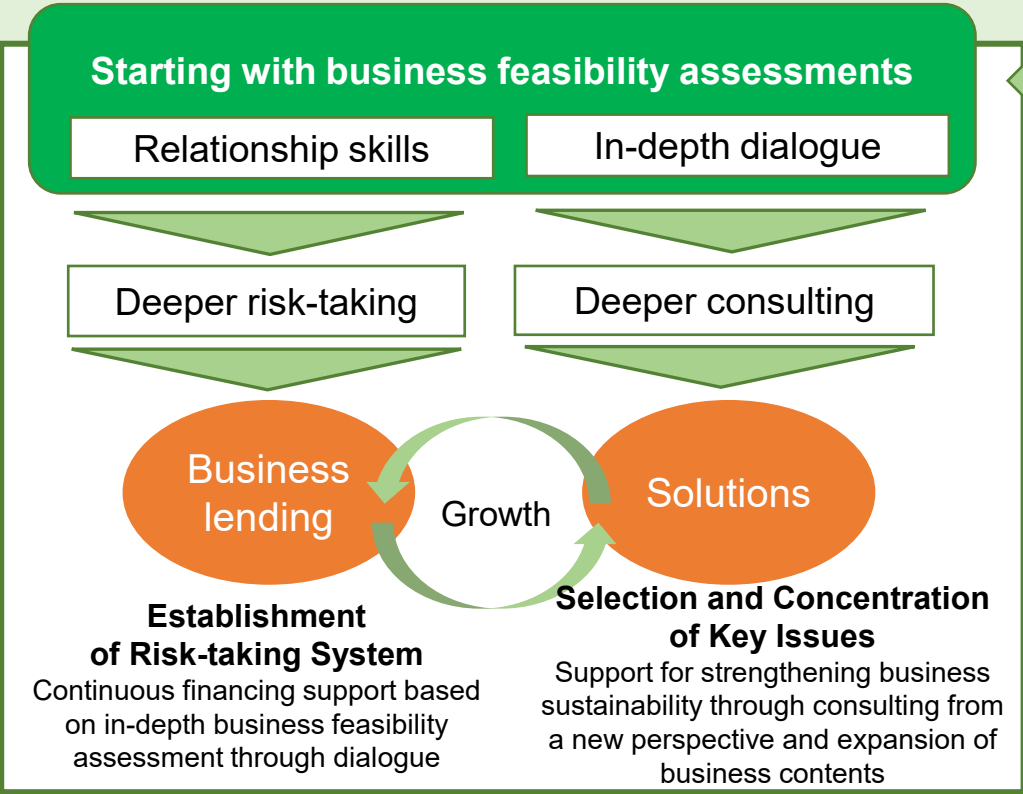 Starting with business feasibility assessments
Relationship skills
In-depth dialogue
Deeper risk-taking
Deeper consulting
Business
lending
Growth
Solutions
Establishment
of Risk-taking System
Continuous financing support based
on in-depth business feasibility
assessment through dialogue
Selection and Concentration
of Key Issues
Support for strengthening business
sustainability through consulting from
a new perspective and expansion of
business contents